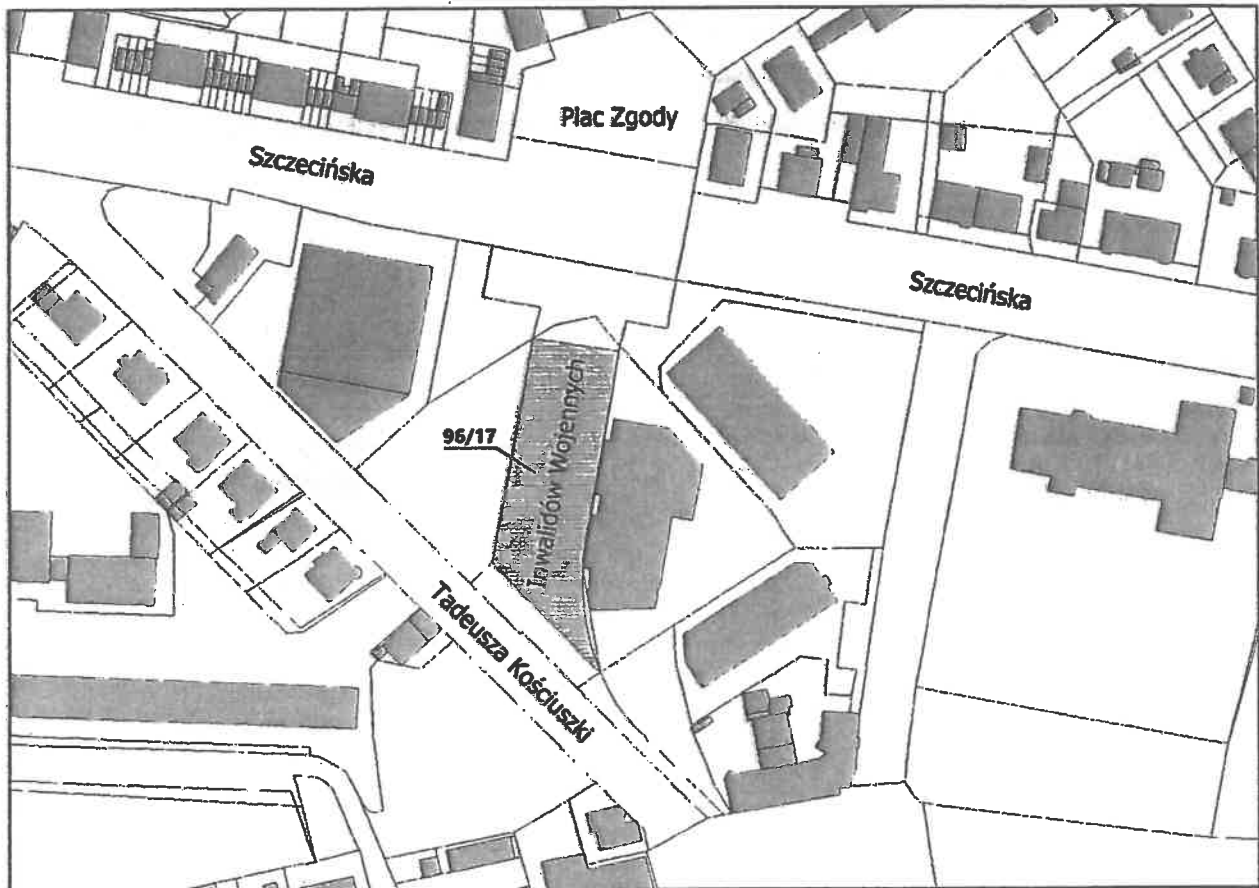 Plac Zgody
Szczecińska
Szczecińska
96/17
Inwalidów Wojennych
Tadeusza Kościuszki